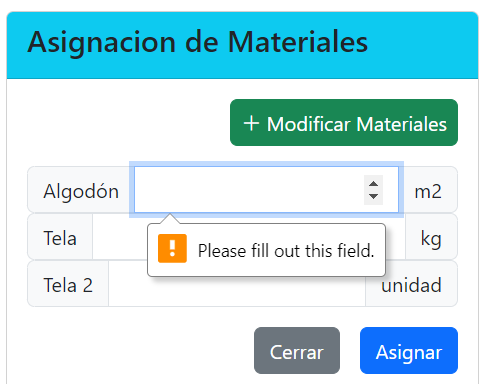 Asignacion de Materiales
+ Modificar Materiales
Algodón m2
Tela kg
Please fill out this field.
Tela 2 unidad
Cerrar Asignar